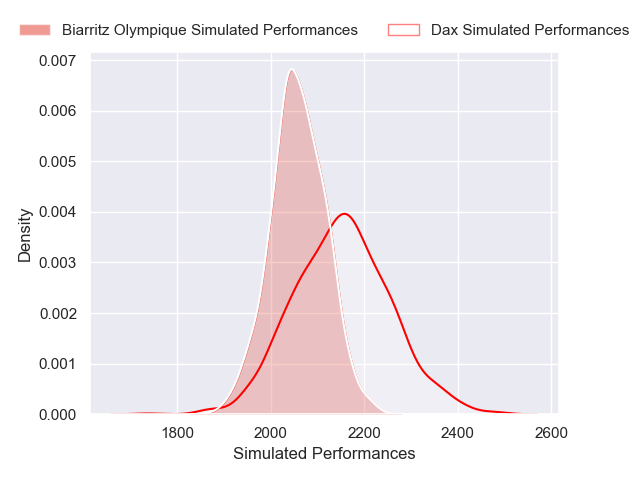 Biarritz Olympique Simulated Performances
Dax Simulated Performances
0.007
0.006
0.005
0.004
0.003
0.002
0.001
0.000
Density
1800 2000 2200 2400 2600
Simulated Performances